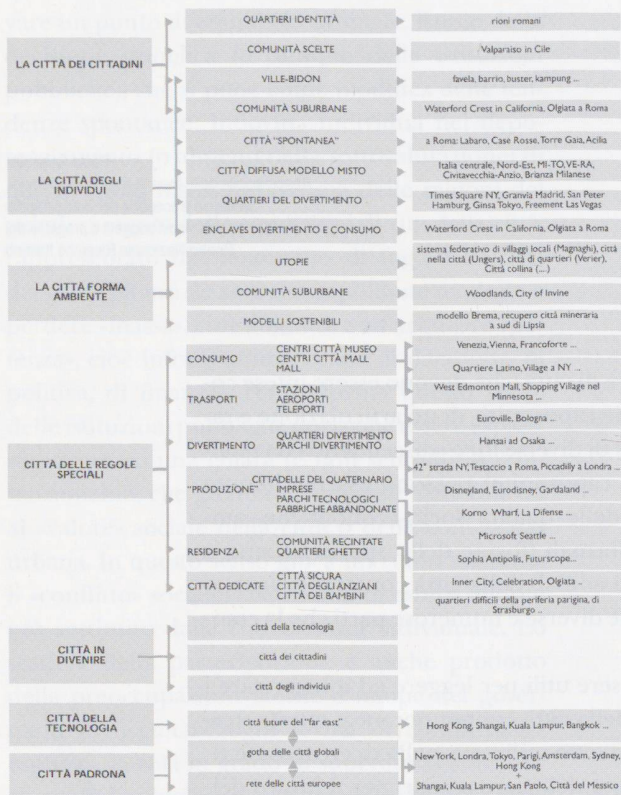 QUARTIERI IDENTITÀ
rioni romani
LA CITTÀ DEI CITTADINI
COMUNITÀ SCELTE
Valparaiso in Cile
VILLE-BIDON
favela, barrio, buster, kampung ...
COMUNITÀ SUBURBANE
Waterford Crest in California, Olgiata a Roma
CITTÀ "SPONTANEA"
a Roma: Labaro, Case Rosse, Torre Gaia, Acilia
LA CITTÀ DEGLI
INDIVIDUI
CITTÀ DIFFUSA MODELLO MISTO
Italia centrale, Nord-Est, MI-TO, VE-RA,
Civitavecchia-Anzio, Brianza Milanese
QUARTIERI DEL DIVERTIMENTO
Times Square NY, Granvia Madrid, San Peter
Hamburg, Ginsa Tokyo, Freement Las Vegas
ENCLAVES DIVERTIMENTO E CONSUMO
Waterford Crest in California, Olgiata a Roma
LA CITTÀ FORMA
AMBIENTE
UTOPIE
sistema federativo di villaggi locali (Magnaghi), città
nella città (Ungers), città di quartieri (Verier),
Città collina (....)
COMUNITÀ SUBURBANE
Woodlands, City of Invine
MODELLI SOSTENIBILI
modello Brema, recupero città mineraria
a sud di Lipsia
CITTÀ DELLE REGOLE
SPECIALI
CONSUMO
CENTRI CITTÀ MUSEO
CENTRI CITTÀ MALL
MALL
TRASPORTI
STAZIONI
AEROPORTI
TELEPORTI
DIVERTIMENTO
QUARTIERI DIVERTIMENTO
PARCHI DIVERTIMENTO
"PRODUZIONE"
CITTADELLE DEL QUATERNARIO
IMPRESE
PARCHI TECNOLOGICI
FABBRICHE ABBANDONATE
RESIDENZA
COMUNITÀ RECINTATE
QUARTIERI GHETTO
CITTÀ DEDICATE
CITTÀ SICURA
CITTÀ DEGLI ANZIANI
CITTÀ DEI BAMBINI
Venezia, Vienna, Francoforte ...
Quartiere Latino, Village a NY ...
West Edmonton Mall, Shopping Village nel
Minnesota ...
Euroville, Bologna ...
Hansai ad Osaka ...
42° strada NY, Testaccio a Roma, Piccadilly a Londra ...
Disneyland, Eurodisney, Gardaland ...
Korno Wharf, La Difense ...
Microsoft Seattle ...
Sophia Antipolis, Futurscope...
Inner City, Celebration, Olgiata ..
quartieri difficili della periferia parigina, di
Strasburgo ..
CITTÀ IN
DIVENIRE
città della tecnologia
città dei cittadini
città degli individui
CITTÀ DELLA
TECNOLOGIA
città future del "far east"
Hong Kong, Shangai, Kuala Lampur, Bangkok ...
CITTÀ PADRONA
gotha delle città globali
rete delle città europee
New York, Londra, Tokyo, Parigi, Amsterdam, Sydney,
Hong Kong
+
Shangai, Kuala Lampur, San Paolo, Città del Messico